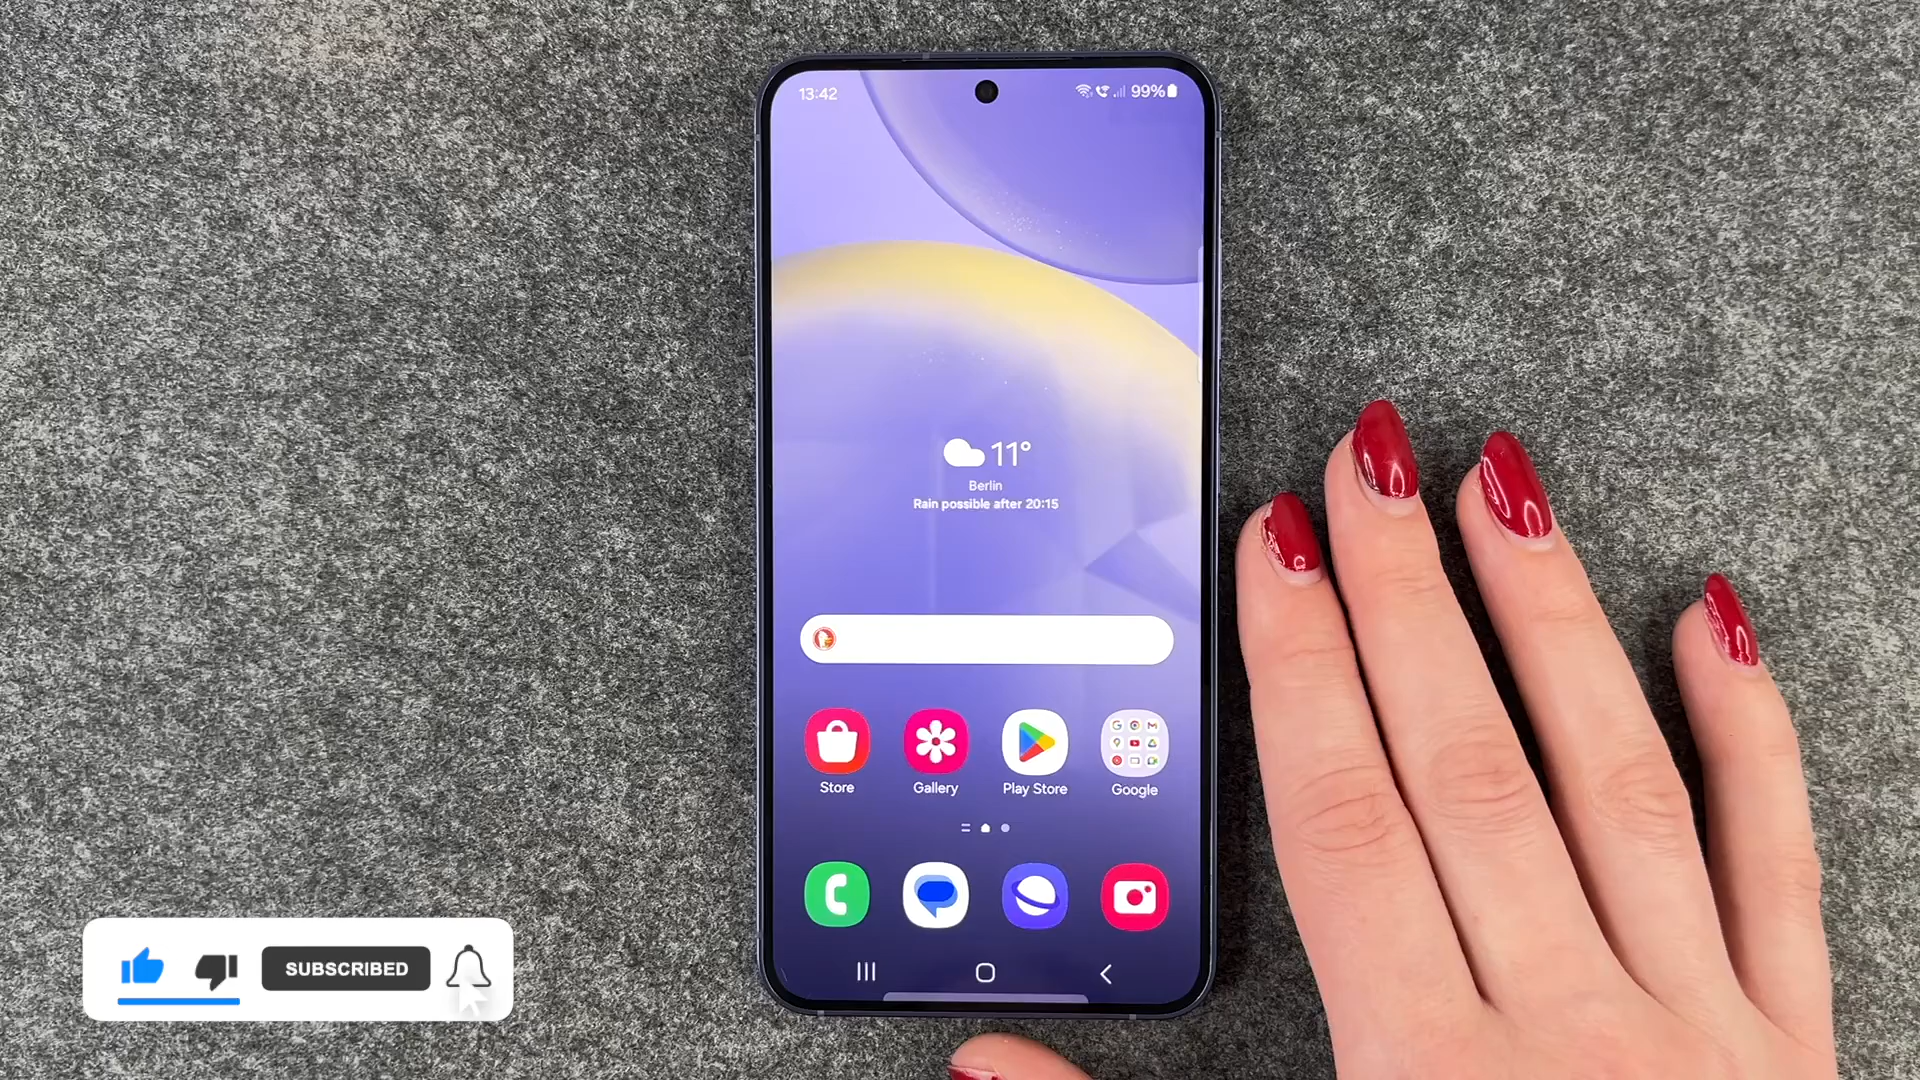 13:42
99%
11°
Berlin
Rain possible after 20:15
Store
Gallery
Play Store
Google
SUBSCRIBED